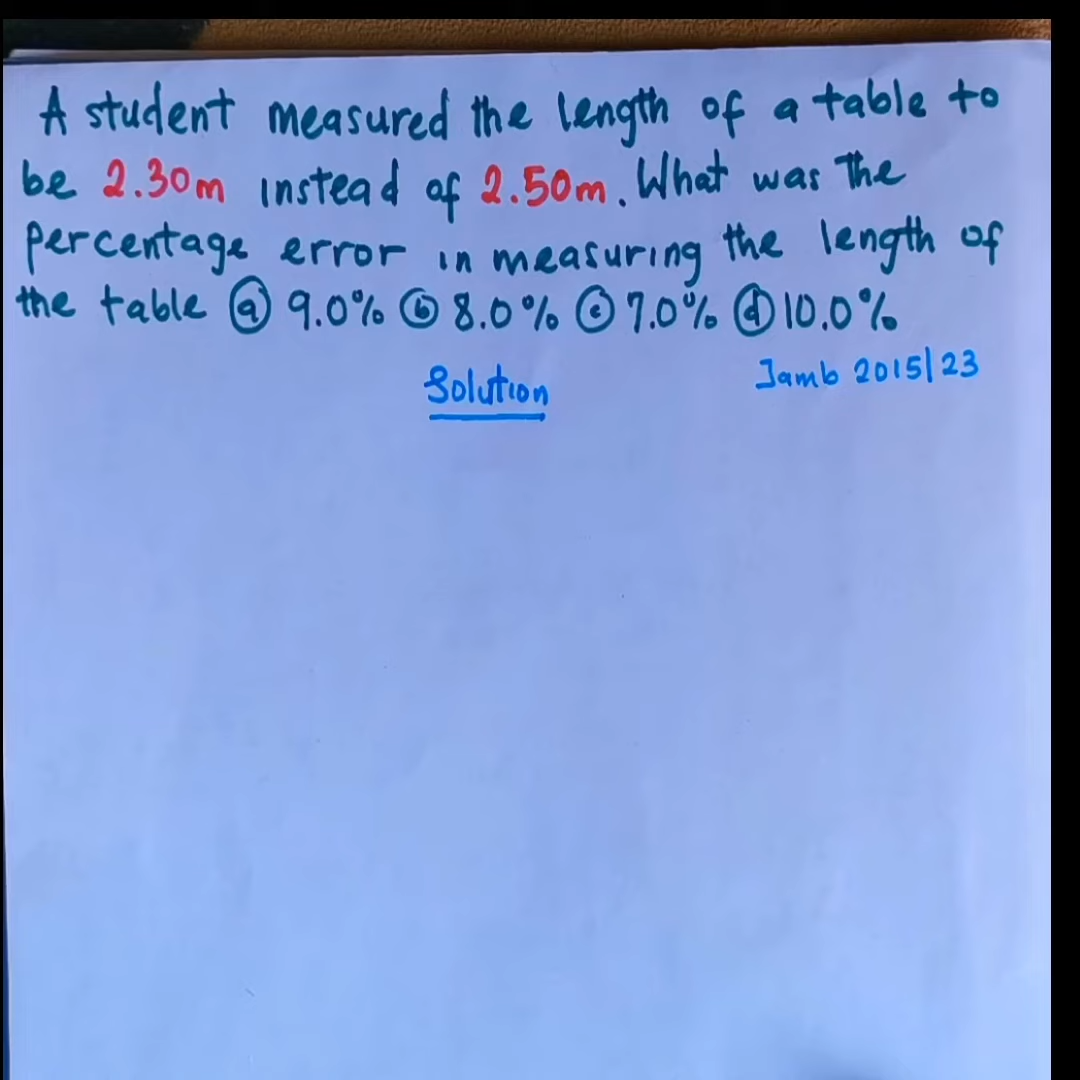 A student measured the length of a table to
be 2.30m instead of 2.50m. What was the
percentage error in measuring the length of
the table ⓐ 9.0% ⓑ 8.0% ⓒ 7.0% ⓓ 10.0%
Solution
Jamb 2015/23